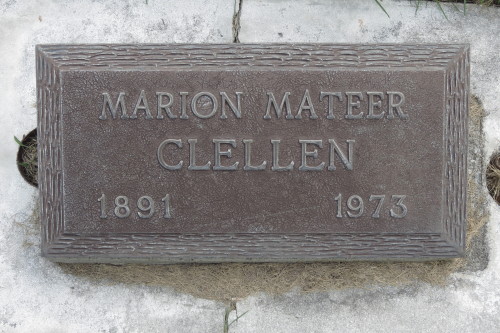 MARION MATEER
CLELLEN
1891 1973